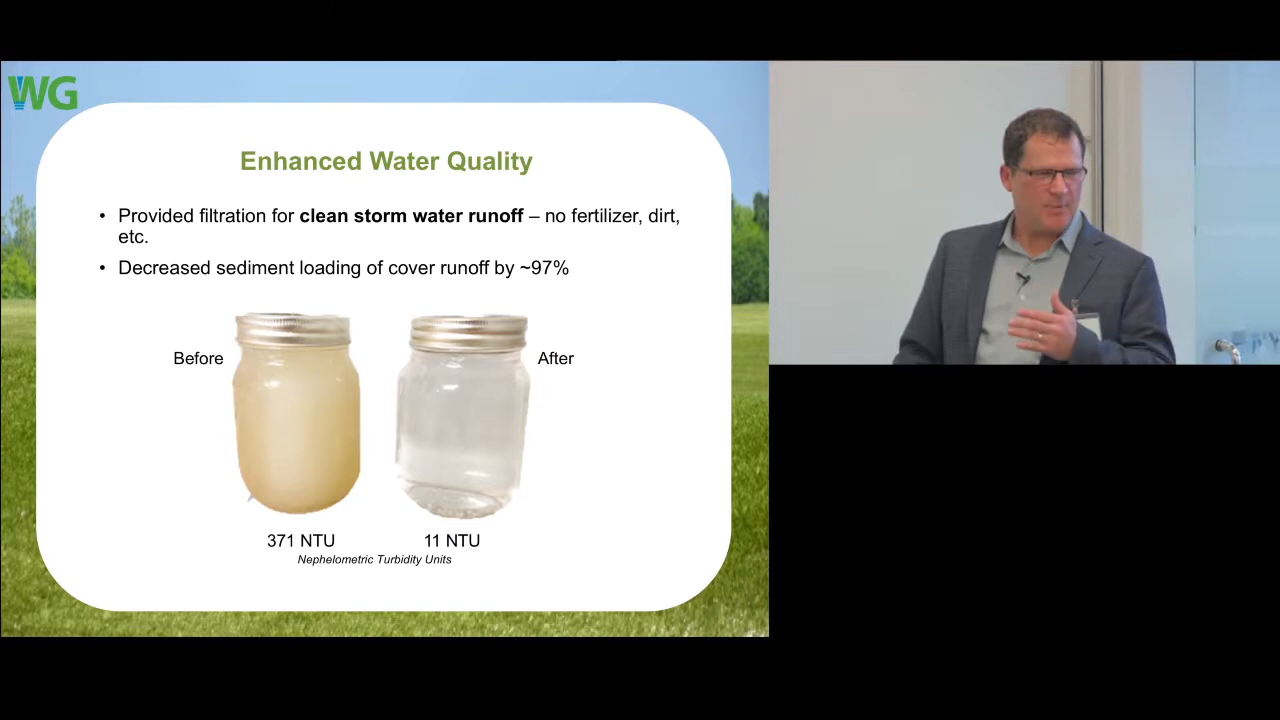 WG
Enhanced Water Quality
• Provided filtration for clean storm water runoff – no fertilizer, dirt,
etc.
• Decreased sediment loading of cover runoff by ~97%
Before
After
371 NTU
11 NTU
Nephelometric Turbidity Units